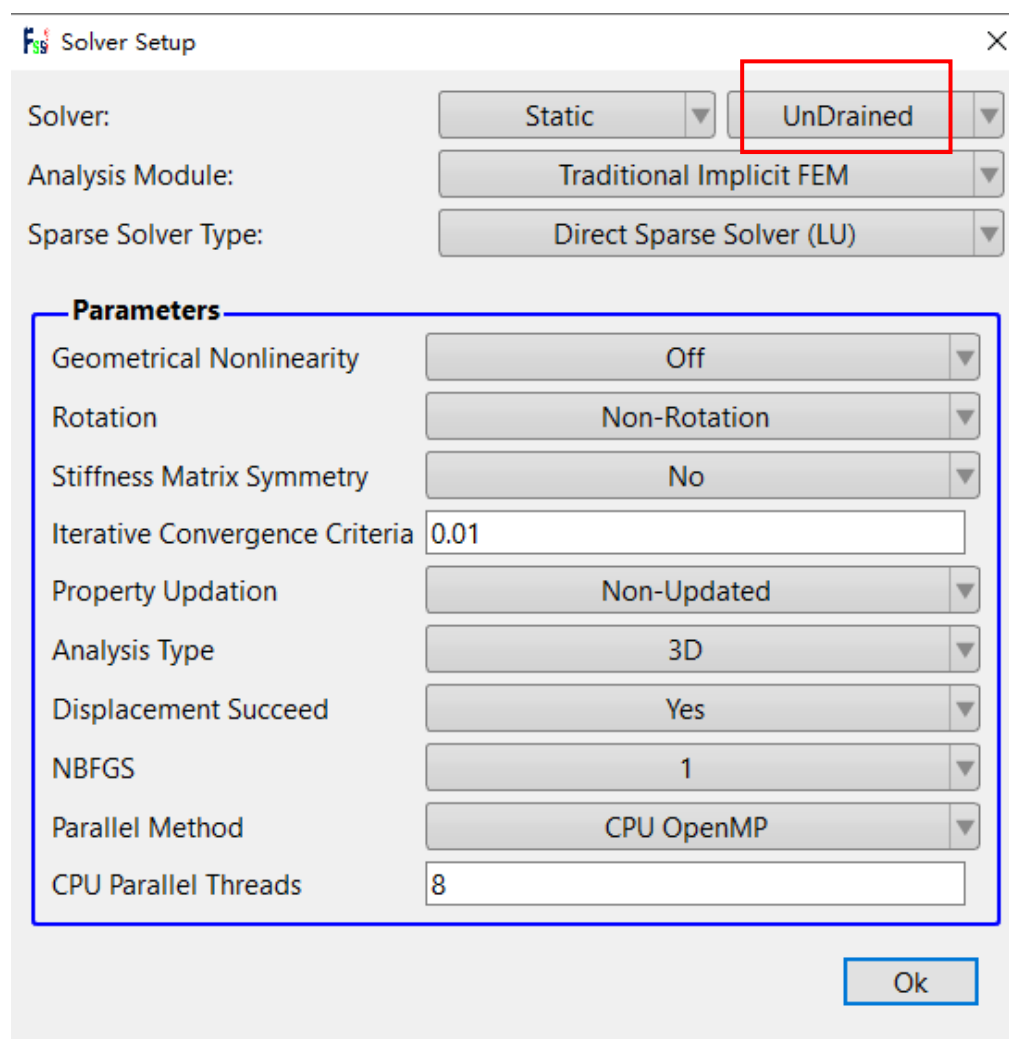 Fss Solver Setup
Solver: Static UnDrained
Analysis Module: Traditional Implicit FEM
Sparse Solver Type: Direct Sparse Solver (LU)
Parameters
Geometrical Nonlinearity Off
Rotation Non-Rotation
Stiffness Matrix Symmetry No
Iterative Convergence Criteria 0.01
Property Updation Non-Updated
Analysis Type 3D
Displacement Succeed Yes
NBFGS 1
Parallel Method CPU OpenMP
CPU Parallel Threads 8
Ok